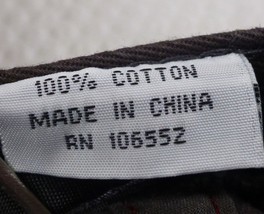 100% COTTON
MADE IN CHINA
RN 106552